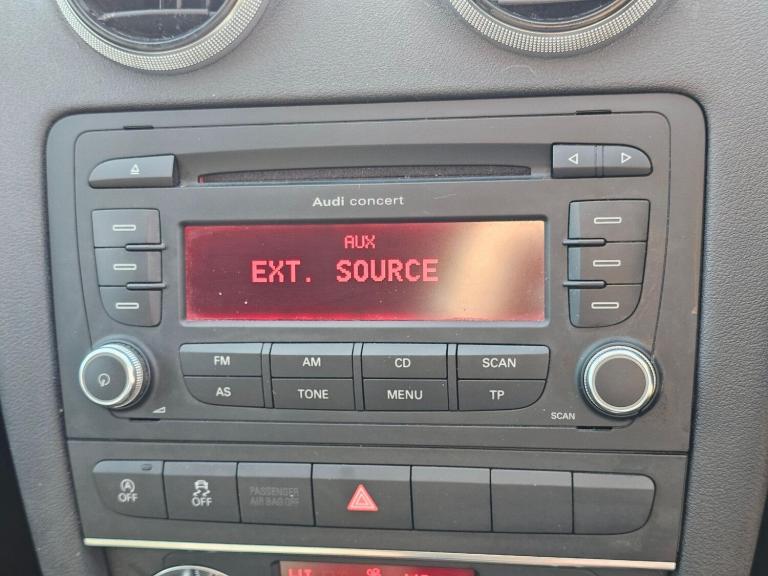 Audi concert
AUX
EXT. SOURCE
FM AM CD SCAN
AS TONE MENU TP
SCAN
A OFF OFF PASSENGER
AIR BAG OFF